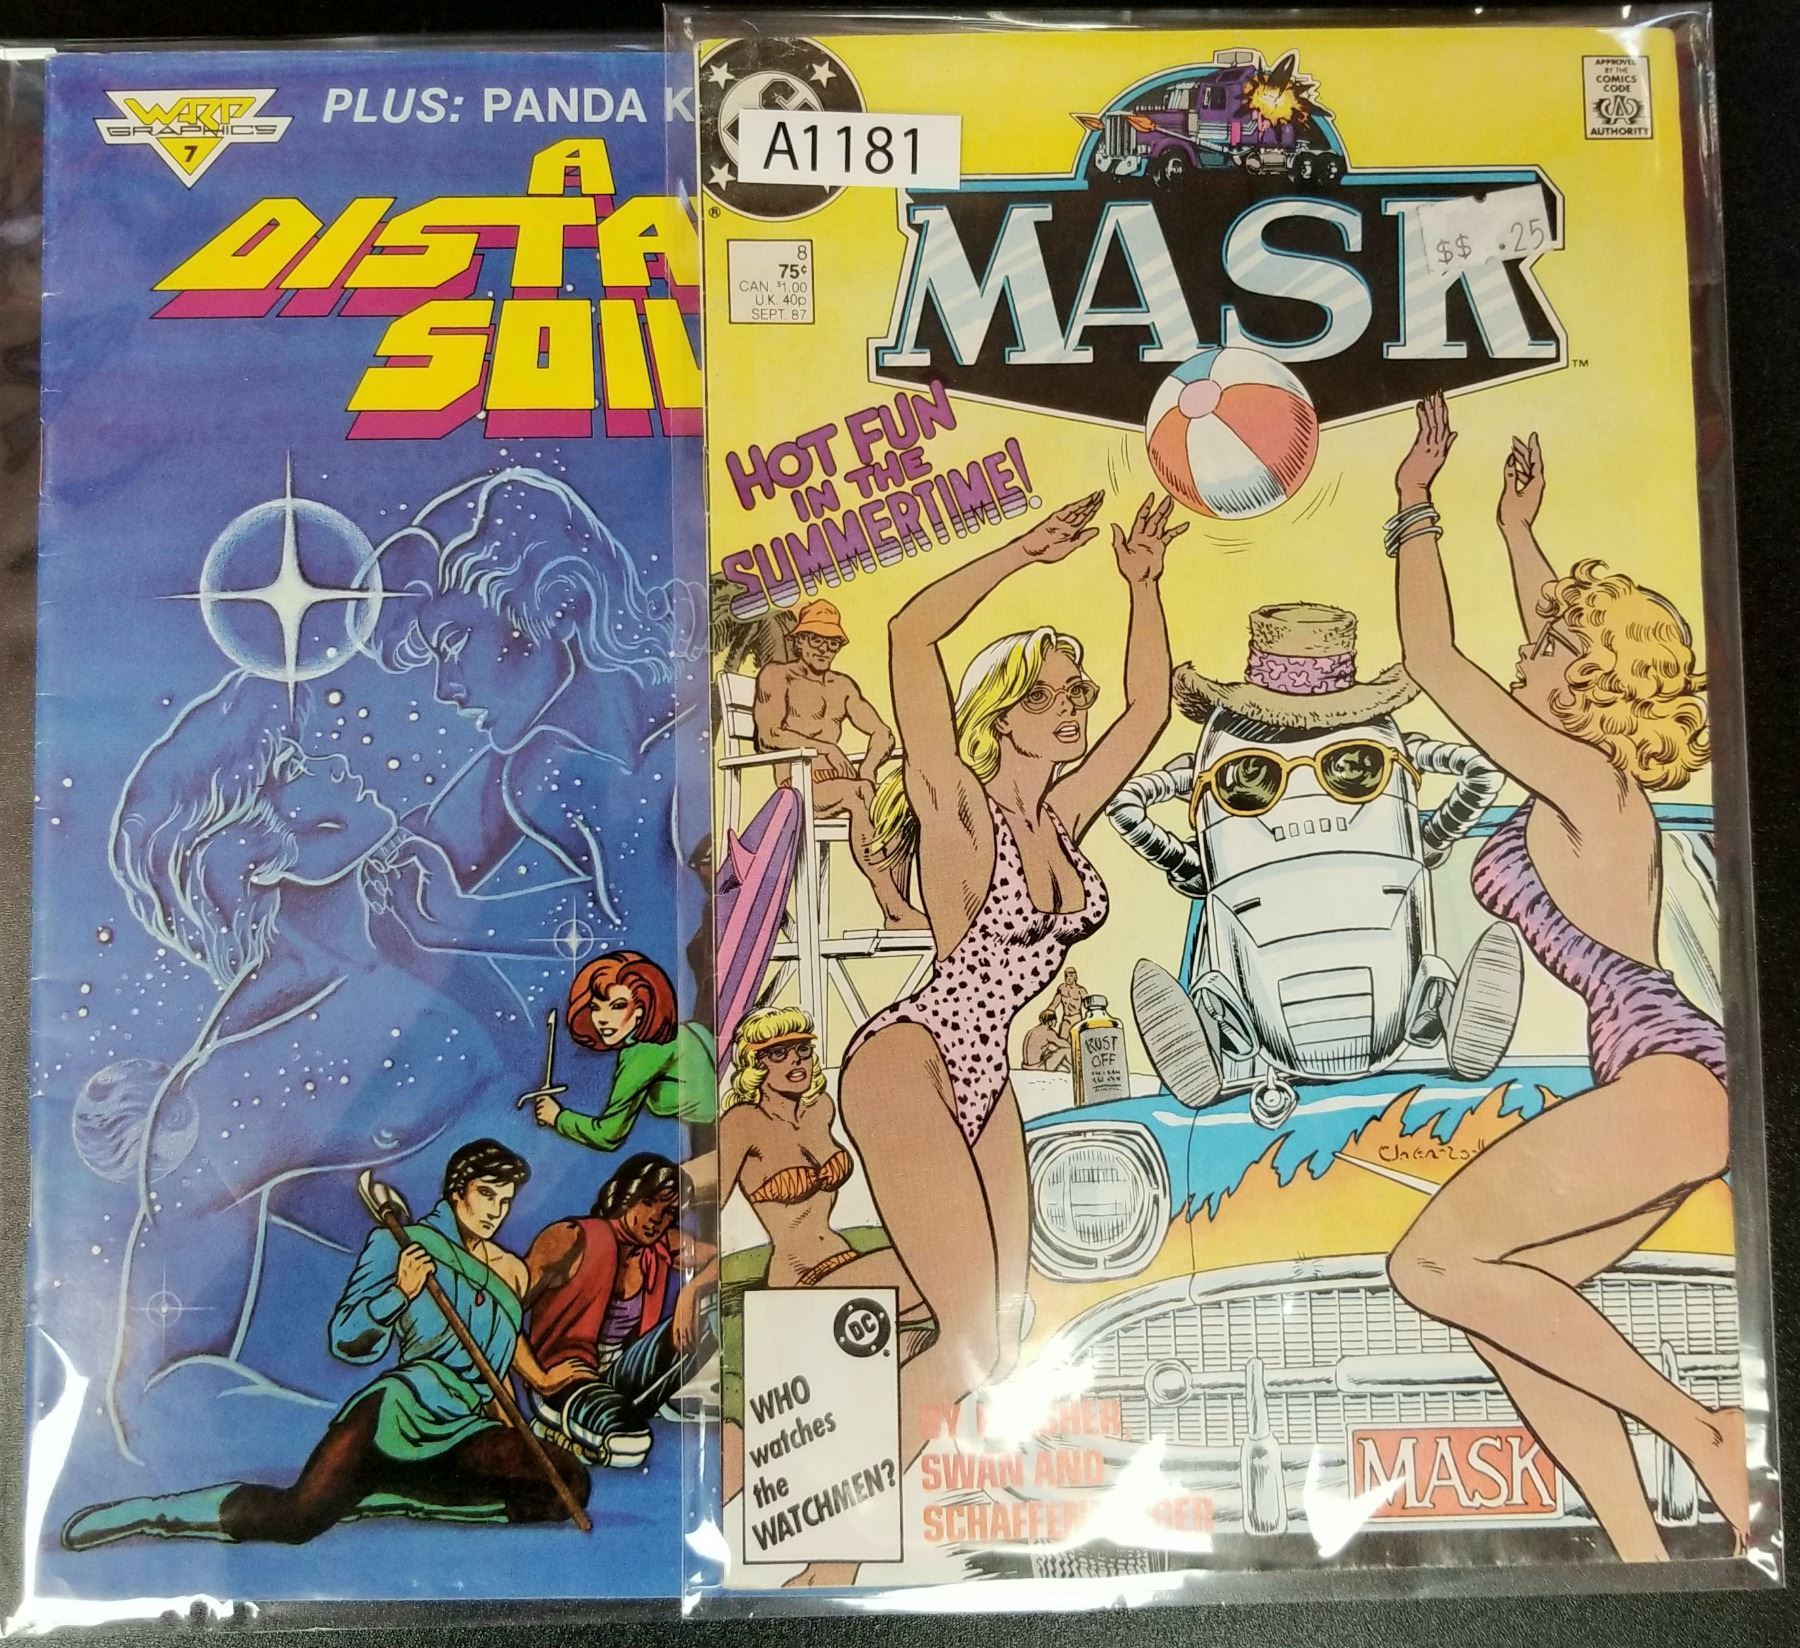 WARP
GRAPHICS
7
PLUS: PANDA K
A
DISTA
SOIL
A1181
®
8
75¢
CAN. $1.00
U.K. 40p
SEPT. 87
MASK
$$ .25
TM
APPROVED
BY THE
COMICS
CODE
AUTHORITY
HOT FUN
IN THE
SUMMERTIME!
RUST
OFF
DC
WHO
watches
the
WATCHMEN?
BY
SWAN AND
MASK